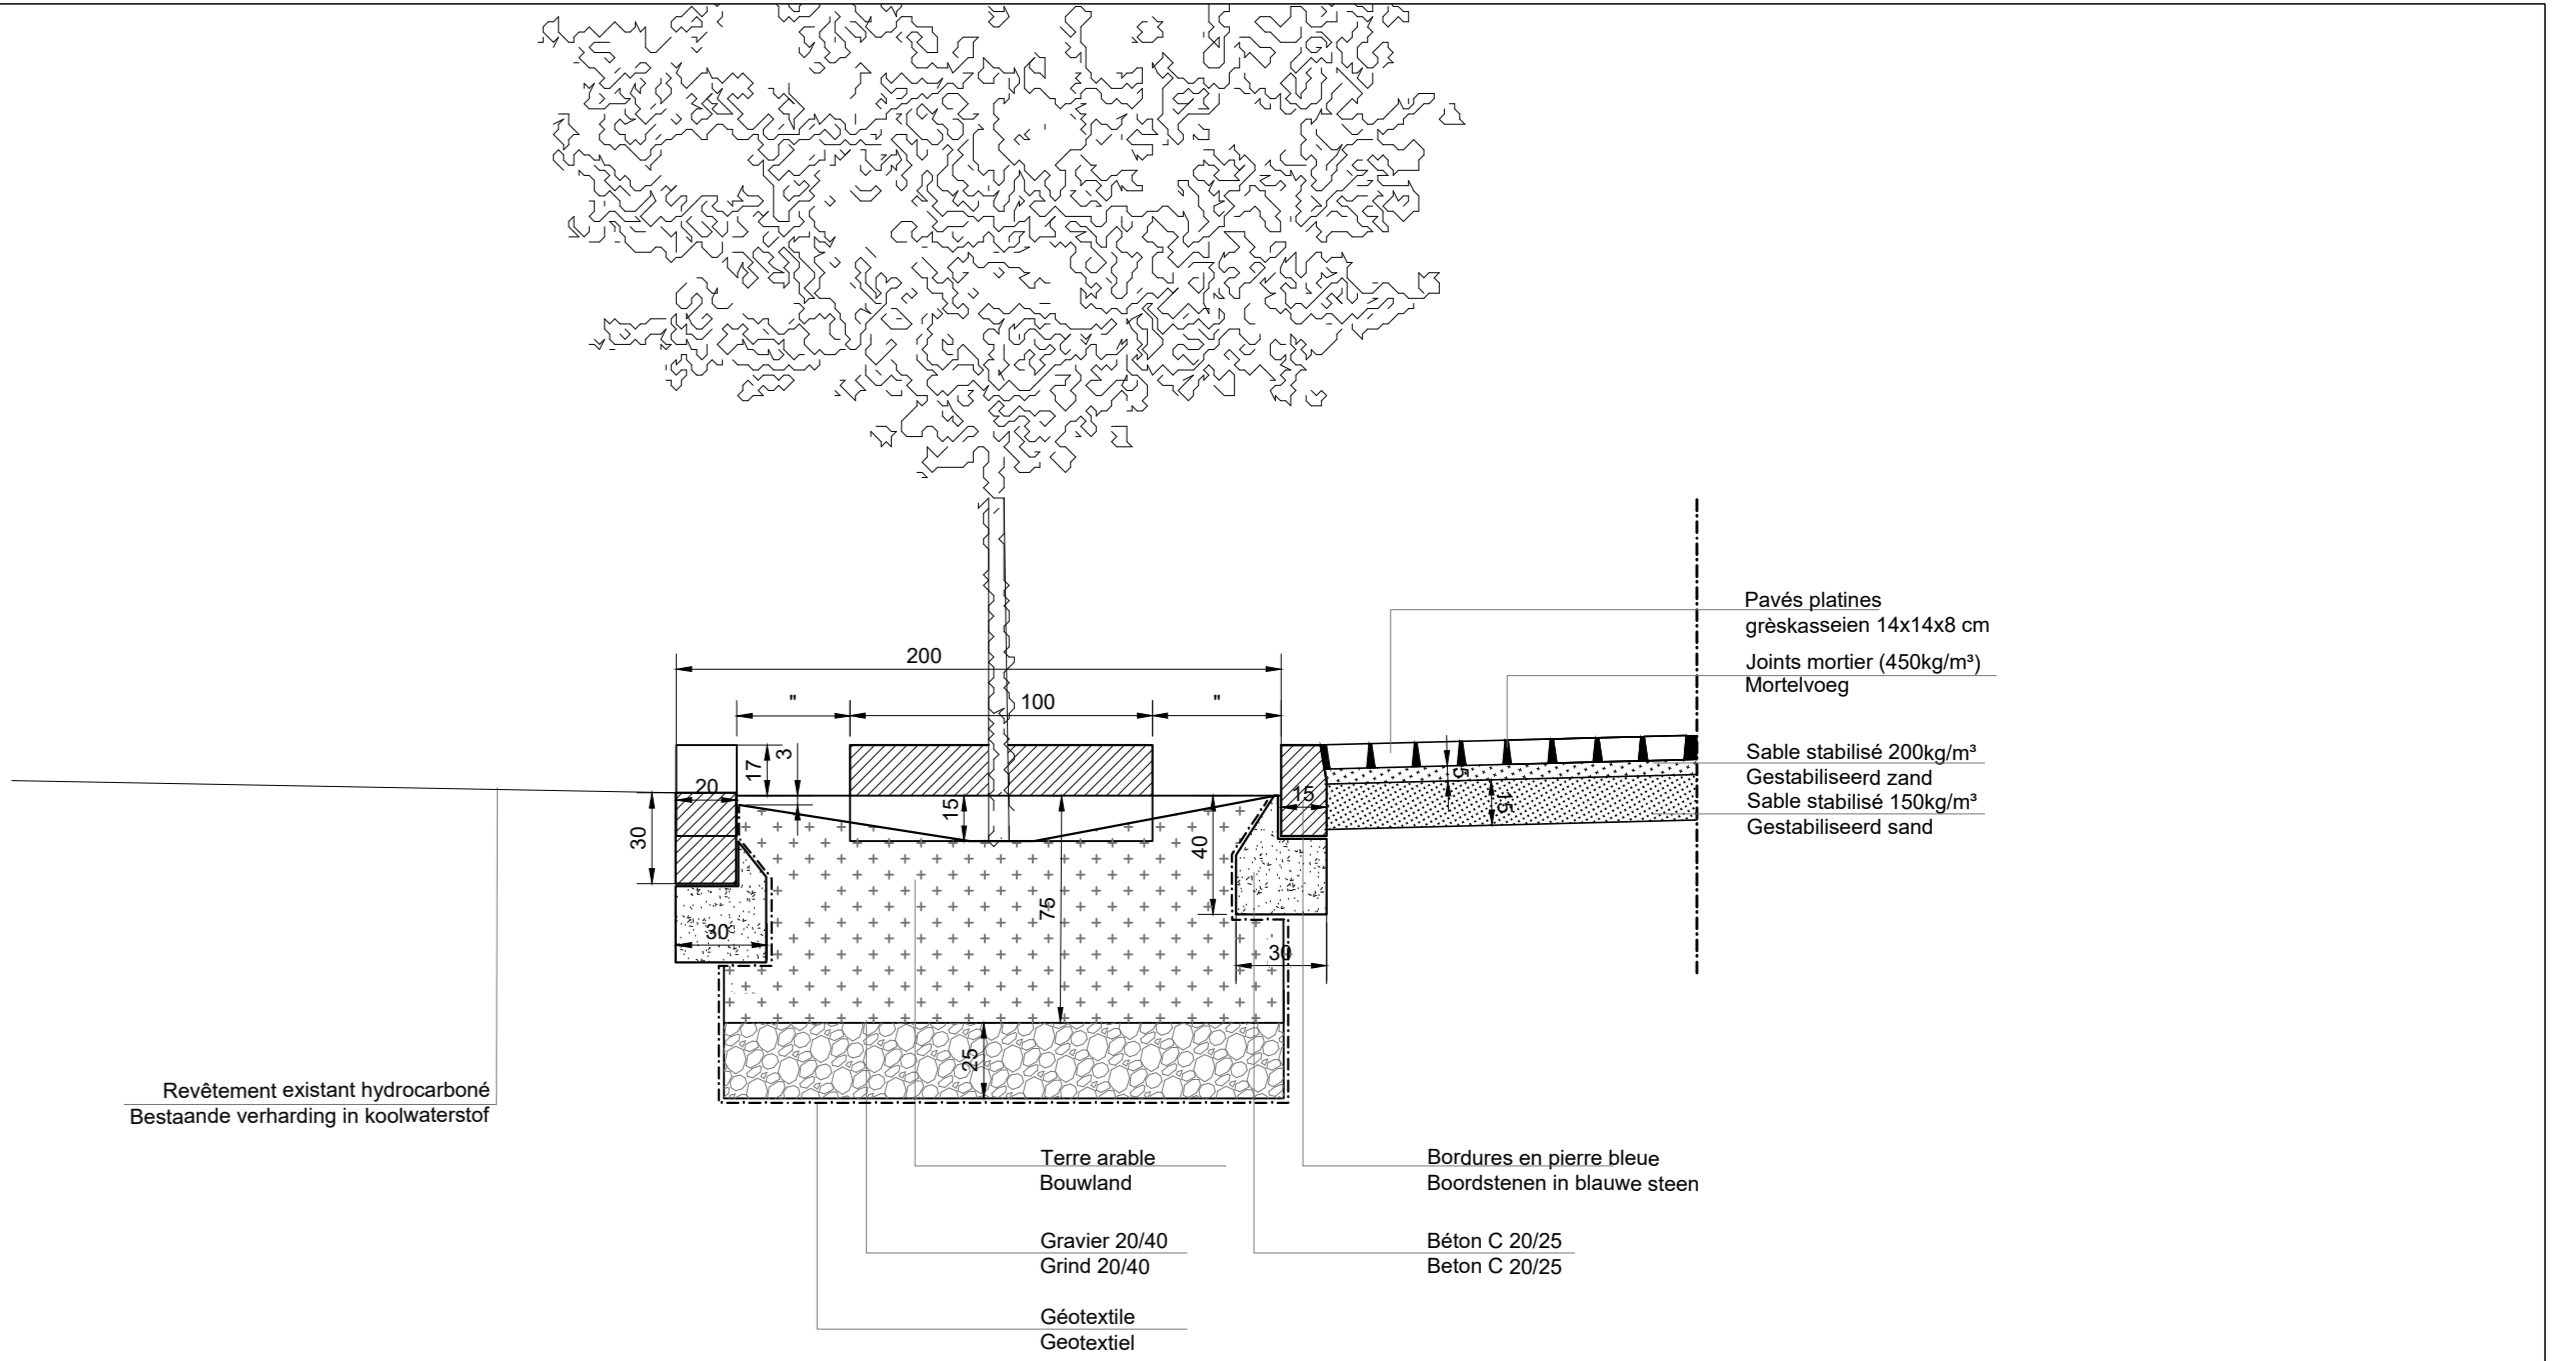 Pavés platines
grèskasseien 14x14x8 cm
Joints mortier (450kg/m³)
Mortelvoeg
200
" 100 "
Sable stabilisé 200kg/m³
Gestabiliseerd zand
Sable stabilisé 150kg/m³
Gestabiliseerd sand
17
3
20
15
15
5
15
30
40
75
30
30
25
Revêtement existant hydrocarboné
Bestaande verharding in koolwaterstof
Terre arable
Bouwland
Bordures en pierre bleue
Boordstenen in blauwe steen
Gravier 20/40
Grind 20/40
Béton C 20/25
Beton C 20/25
Géotextile
Geotextiel